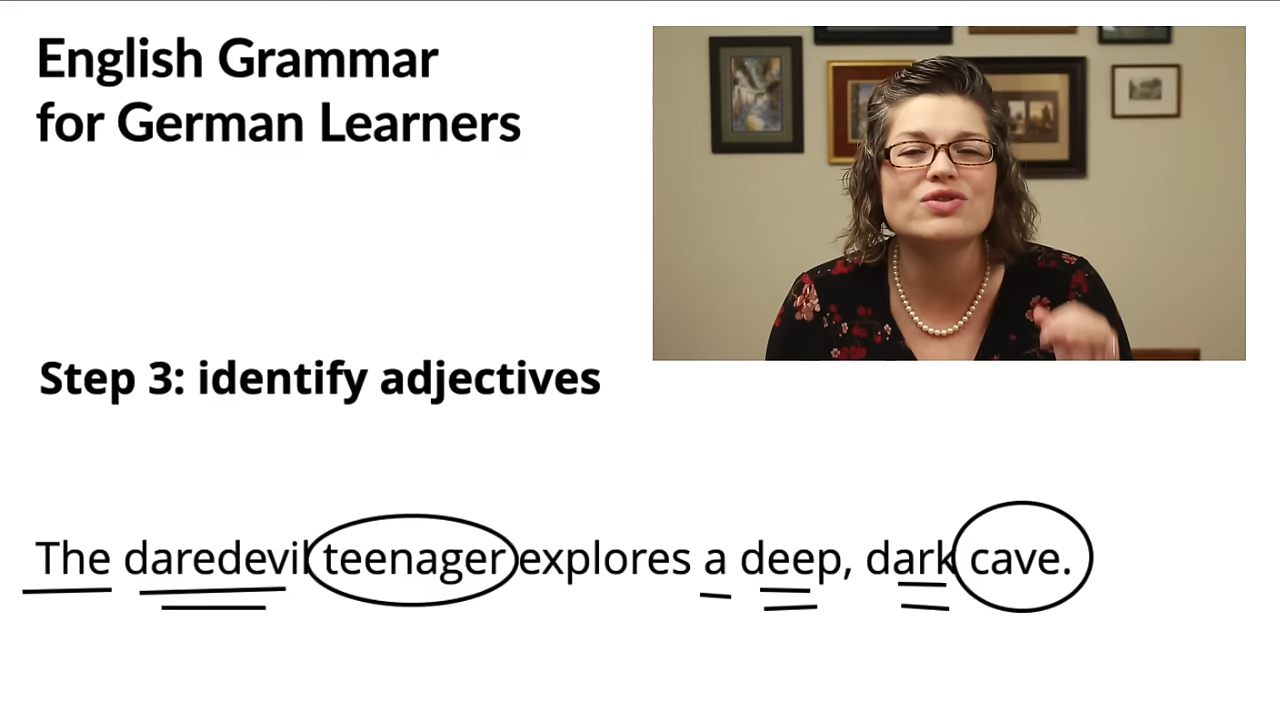 English Grammar
for German Learners
Step 3: identify adjectives
The daredevil teenager explores a deep, dark cave.